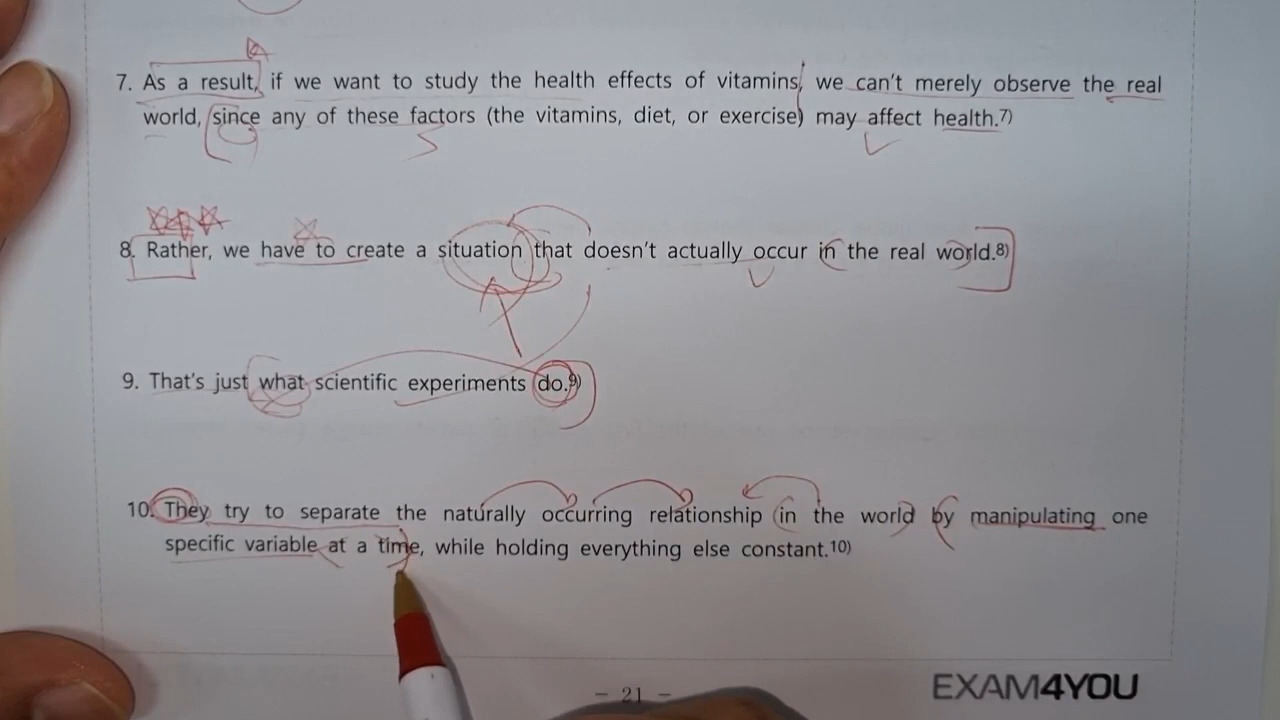 7. As a result, if we want to study the health effects of vitamins, we can't merely observe the real
world, since any of these factors (the vitamins, diet, or exercise) may affect health.7)
8. Rather, we have to create a situation that doesn't actually occur in the real world.8)
9. That's just what scientific experiments do.9)
10. They try to separate the naturally occurring relationship in the world by manipulating one
specific variable at a time, while holding everything else constant.10)
- 21 -
EXAM4YOU